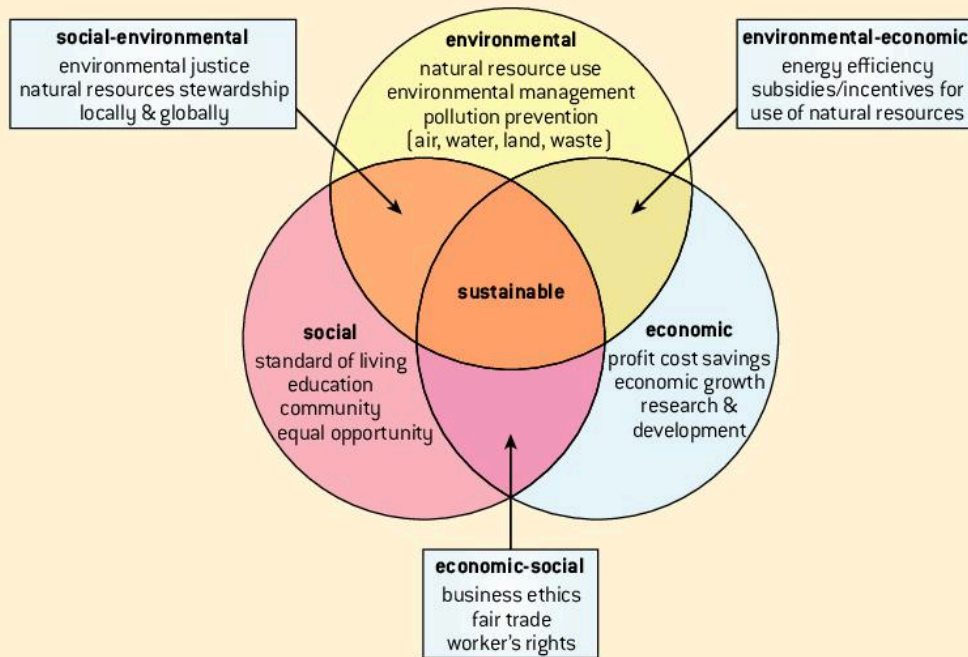 social-environmental
environmental justice
natural resources stewardship
locally & globally
environmental
natural resource use
environmental management
pollution prevention
(air, water, land, waste)
environmental-economic
energy efficiency
subsidies/incentives for
use of natural resources
sustainable
social
standard of living
education
community
equal opportunity
economic
profit cost savings
economic growth
research &
development
economic-social
business ethics
fair trade
worker's rights